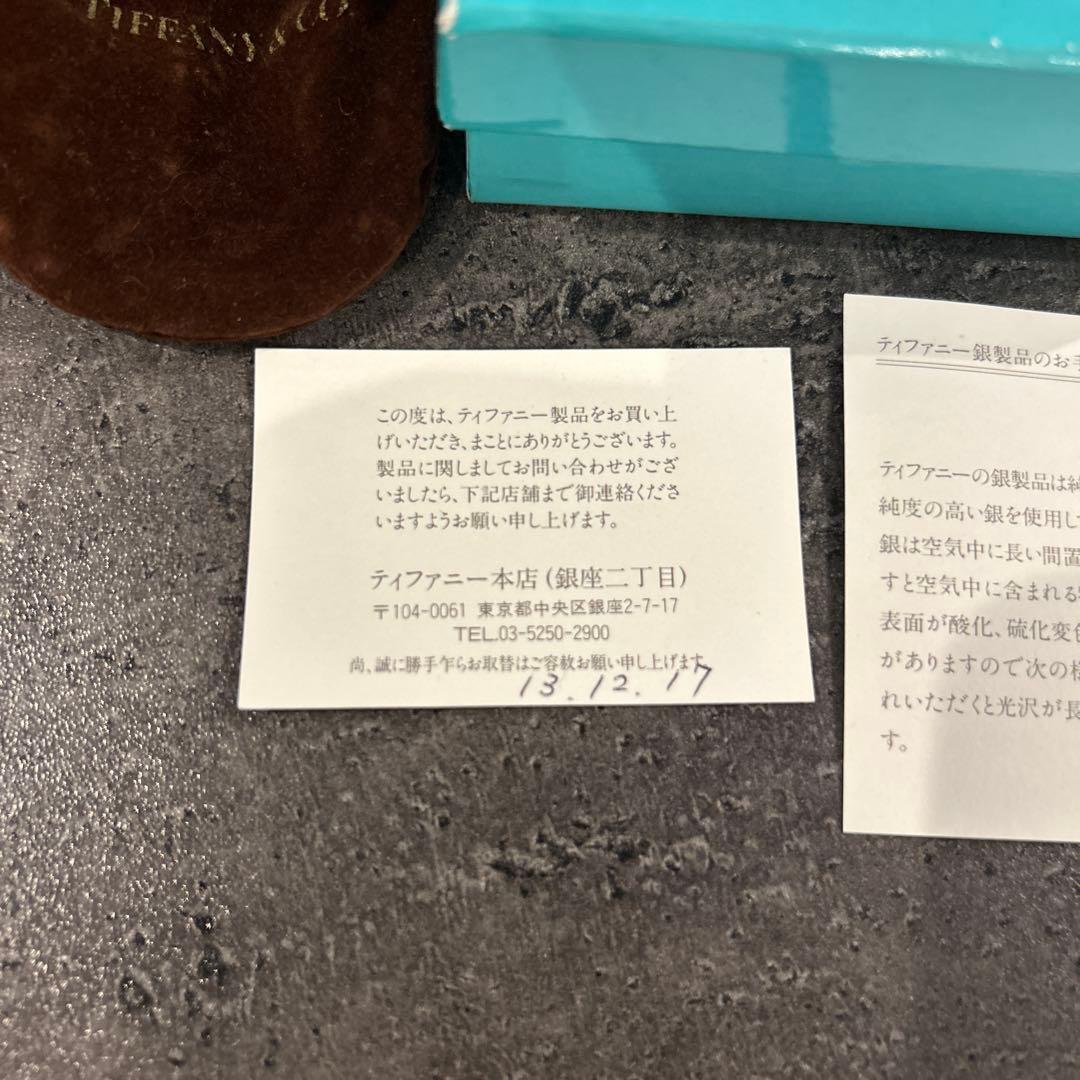 TIFFANY & CO
この度は、ティファニー製品をお買い上
げいただき、まことにありがとうございます。
製品に関しましてお問い合わせがござ
いましたら、下記店舗まで御連絡くださ
いますようお願い申し上げます。
ティファニー本店(銀座二丁目)
〒104-0061 東京都中央区銀座2-7-17
TEL.03-5250-2900
尚、誠に勝手乍らお取替はご容赦お願い申し上げます。
13.12.17
ティファニー銀製品のお手
ティファニーの銀製品は純
純度の高い銀を使用し
銀は空気中に長い間置
すと空気中に含まれる
表面が酸化、硫化変色
がありますので次の様
れいただくと光沢が長
す。